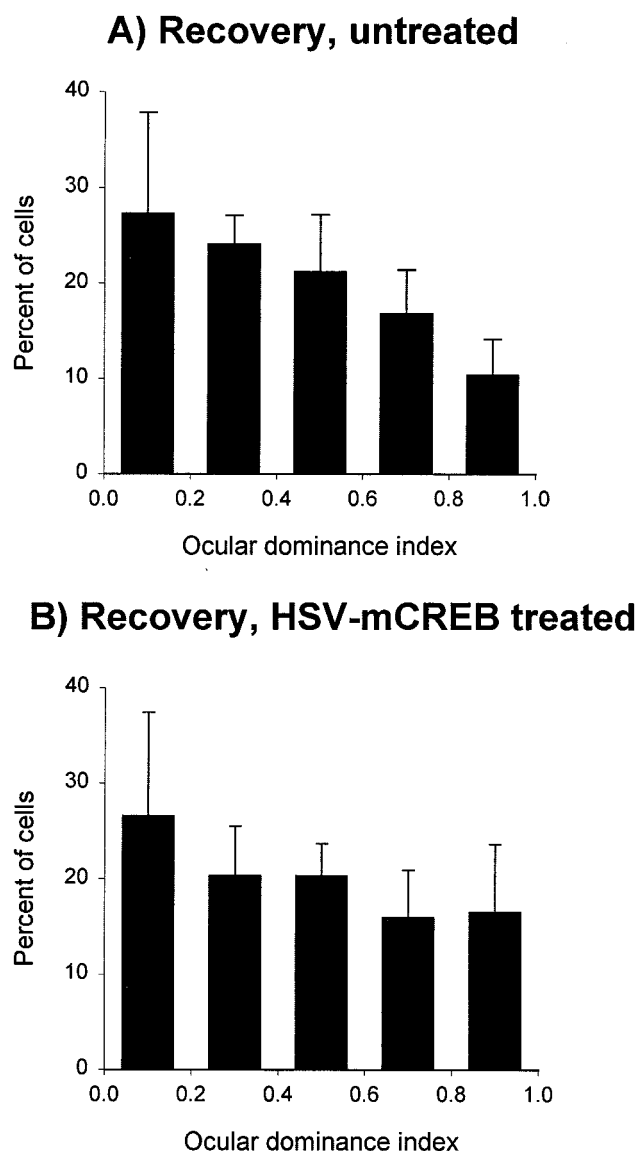 A) Recovery, untreated
40
30
20
10
0
Percent of cells
0.0 0.2 0.4 0.6 0.8 1.0
Ocular dominance index
B) Recovery, HSV-mCREB treated
40
30
20
10
0
Percent of cells
0.0 0.2 0.4 0.6 0.8 1.0
Ocular dominance index